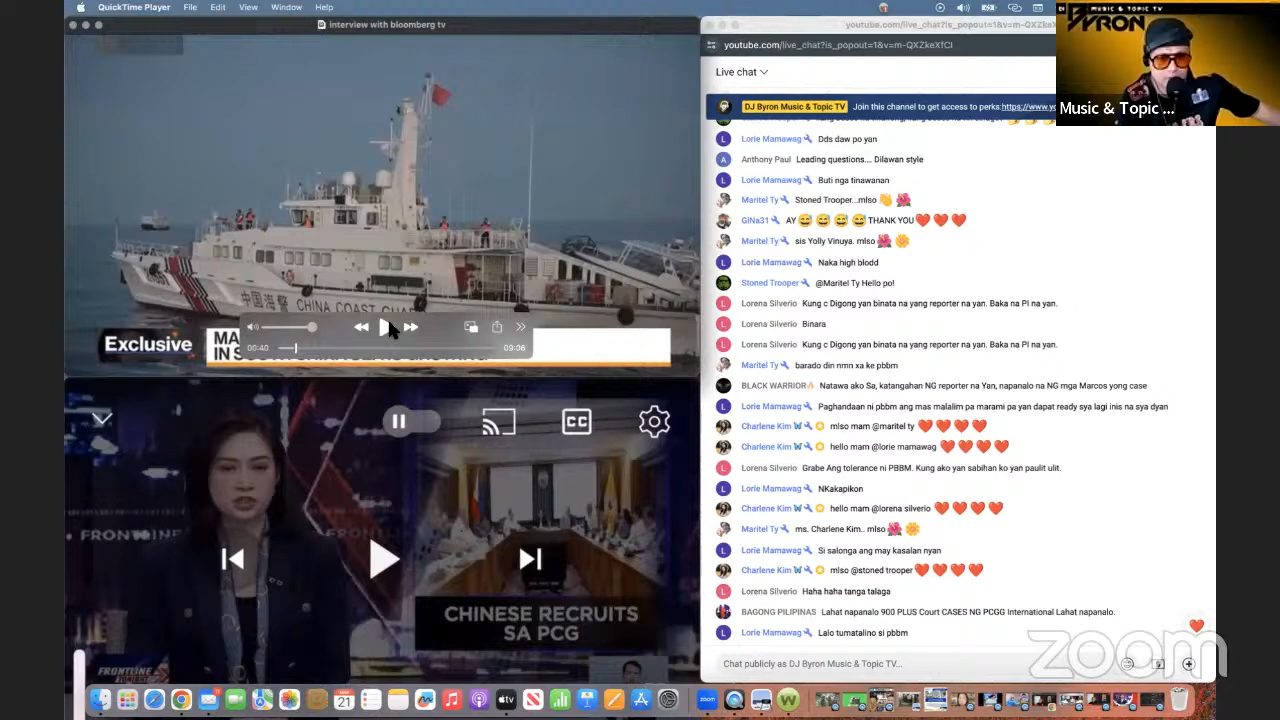 QuickTime Player File Edit View Window Help
interview with bloomberg tv
中国海警 CHINA COAST GUARD
Exclusive
00:40
09:06
CC
CHINESE RECRUITS
SA PCG
FRONTLINE
youtube.com/live_chat?is_popout=1&v=m-QXZkeXfCI
Live chat
DJ Byron Music & Topic TV Join this channel to get access to perks:
Lorie Mamawag Dds daw po yan
Anthony Paul Leading questions.... Dilawan style
Lorie Mamawag Buti nga tinawanan
Maritel Ty Stoned Trooper...mlso 👏 🌺
GiNa31 AY 😅 😅 😅 😅 THANK YOU ❤️ ❤️ ❤️
Maritel Ty sis Yolly Vinuya. mlso 🌺 🌼
Lorie Mamawag Naka high blodd
Stoned Trooper @Maritel Ty Hello po!
Lorena Silverio Kung c Digong yan binata na yang reporter na yan. Baka na PI na yan.
Lorena Silverio Binara
Lorena Silverio Kung c Digong yan binata na yang reporter na yan. Baka na PI na yan.
Maritel Ty barado din nmn xa ke pbbm
BLACK WARRIOR🔥 Natawa ako Sa, katangahan NG reporter na Yan, napanalo na NG mga Marcos yong case
Lorie Mamawag Paghandaan ni pbbm ang mas malalim pa marami pa yan dapat ready sya lagi inis na sya dyan
Charlene Kim mlso mam @maritel ty ❤️ ❤️ ❤️ ❤️
Charlene Kim hello mam @lorie mamawag ❤️ ❤️ ❤️ ❤️
Lorena Silverio Grabe Ang tolerance ni PBBM. Kung ako yan sabihan ko yan paulit ulit.
Lorie Mamawag NKakapikon
Charlene Kim hello mam @lorena silverio ❤️ ❤️ ❤️ ❤️
Maritel Ty ms. Charlene Kim.. mlso 🌺 🌼
Lorie Mamawag Si salonga ang may kasalan nyan
Charlene Kim mlso @stoned trooper ❤️ ❤️ ❤️ ❤️
Lorena Silverio Haha haha tanga talaga
BAGONG PILIPINAS Lahat napanalo 900 PLUS Court CASES NG PCGG International Lahat napanalo.
Lorie Mamawag Lalo tumatalino si pbbm
Chat publicly as DJ Byron Music & Topic TV...
MUSIC & TOPIC TV
BYRON
Music & Topic ...
zoom